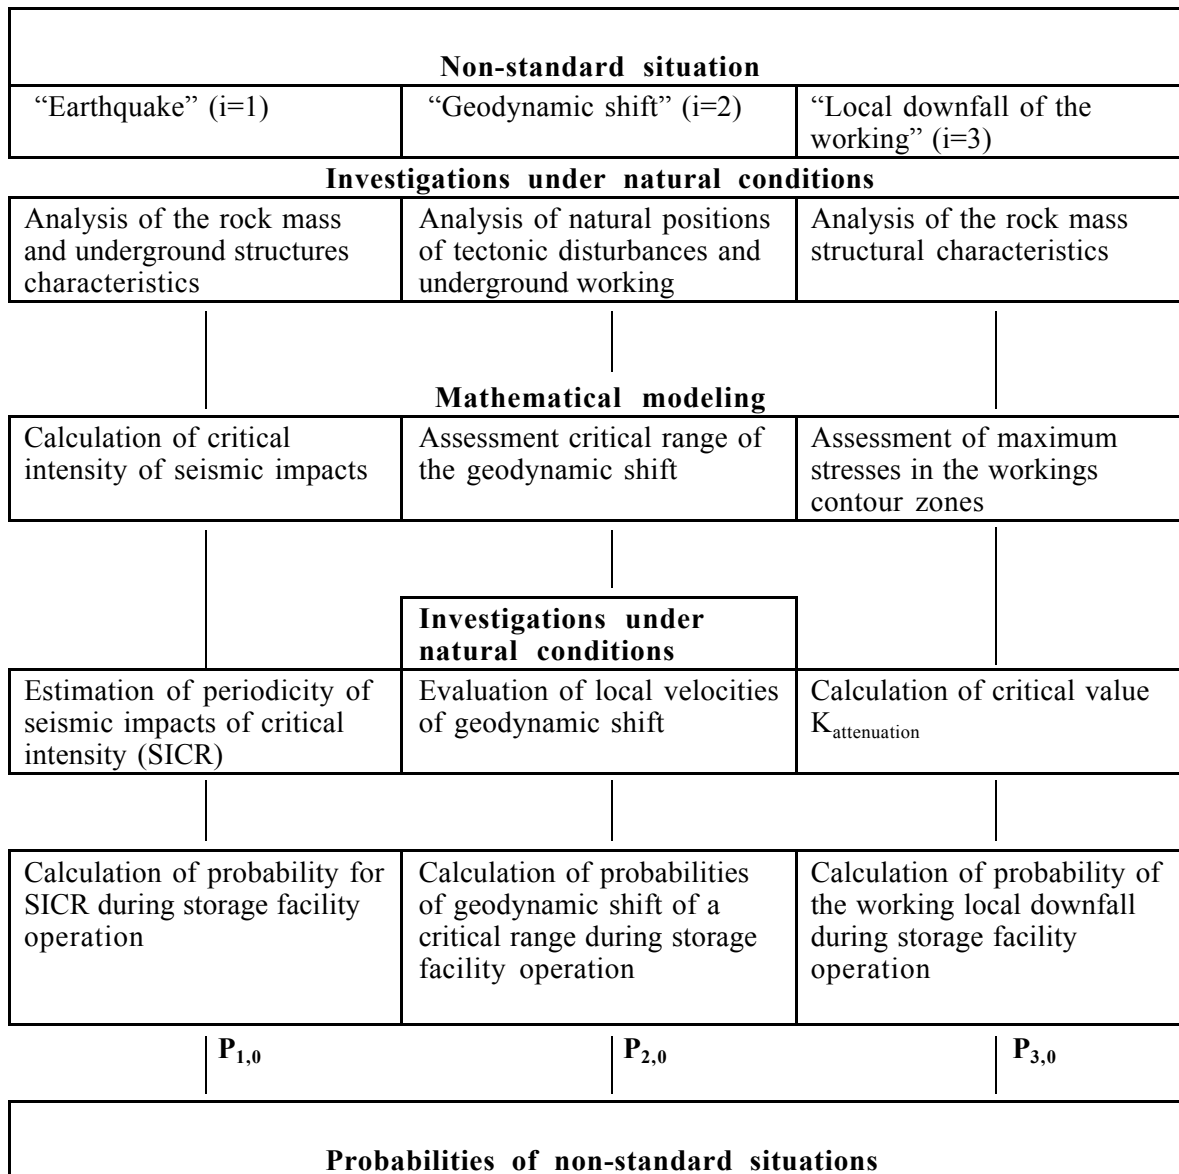 Non-standard situation
“Earthquake” (i=1)
“Geodynamic shift” (i=2)
“Local downfall of the
working” (i=3)
Investigations under natural conditions
Analysis of the rock mass
and underground structures
characteristics
Analysis of natural positions
of tectonic disturbances and
underground working
Analysis of the rock mass
structural characteristics
Mathematical modeling
Calculation of critical
intensity of seismic impacts
Assessment critical range of
the geodynamic shift
Assessment of maximum
stresses in the workings
contour zones
Investigations under
natural conditions
Estimation of periodicity of
seismic impacts of critical
intensity (SICR)
Evaluation of local velocities
of geodynamic shift
Calculation of critical value
Kattenuation
Calculation of probability for
SICR during storage facility
operation
Calculation of probabilities
of geodynamic shift of a
critical range during storage
facility operation
Calculation of probability of
the working local downfall
during storage facility
operation
P1,0
P2,0
P3,0
Probabilities of non-standard situations